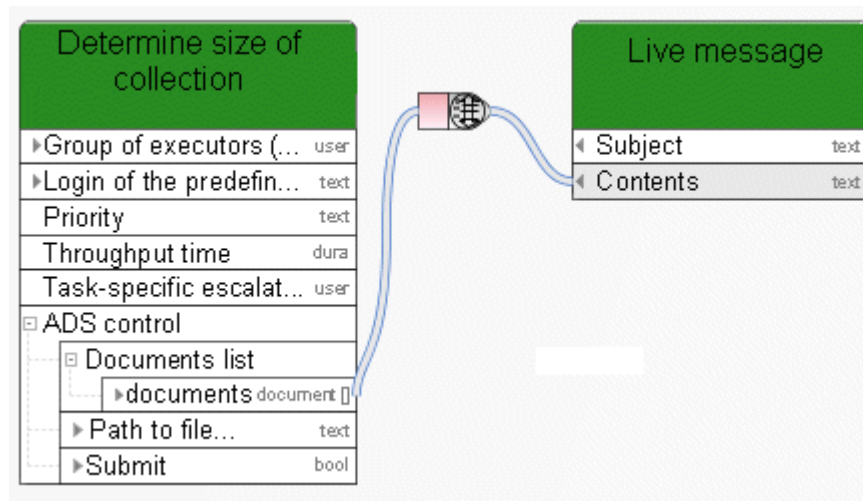 Determine size of
collection
Group of executors (... user
Login of the predefin... text
Priority text
Throughput time dura
Task-specific escalat... user
ADS control
Documents list
documents document []
Path to file... text
Submit bool
Live message
Subject text
Contents text